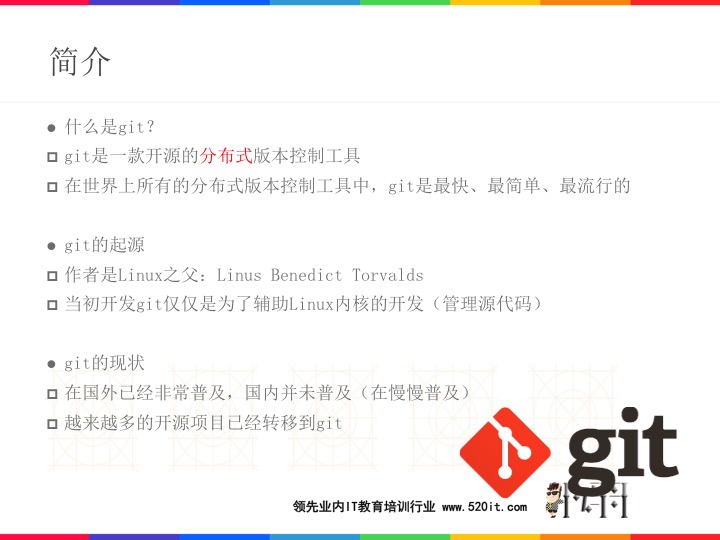 简介
什么是git？
git是一款开源的分布式版本控制工具
在世界上所有的分布式版本控制工具中，git是最快、最简单、最流行的
git的起源
作者是Linux之父：Linus Benedict Torvalds
当初开发git仅仅是为了辅助Linux内核的开发（管理源代码）
git的现状
在国外已经非常普及，国内并未普及（在慢慢普及）
越来越多的开源项目已经转移到git
git
领先业内IT教育培训行业 www.520it.com